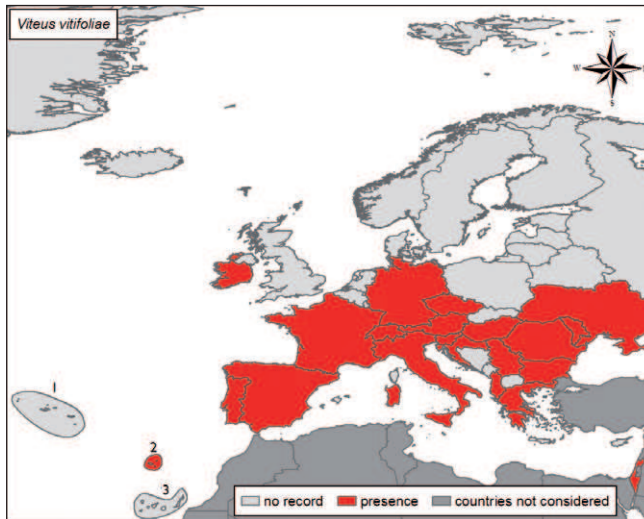 Viteus vitifoliae
N
W
S
1
2
3
no record presence countries not considered